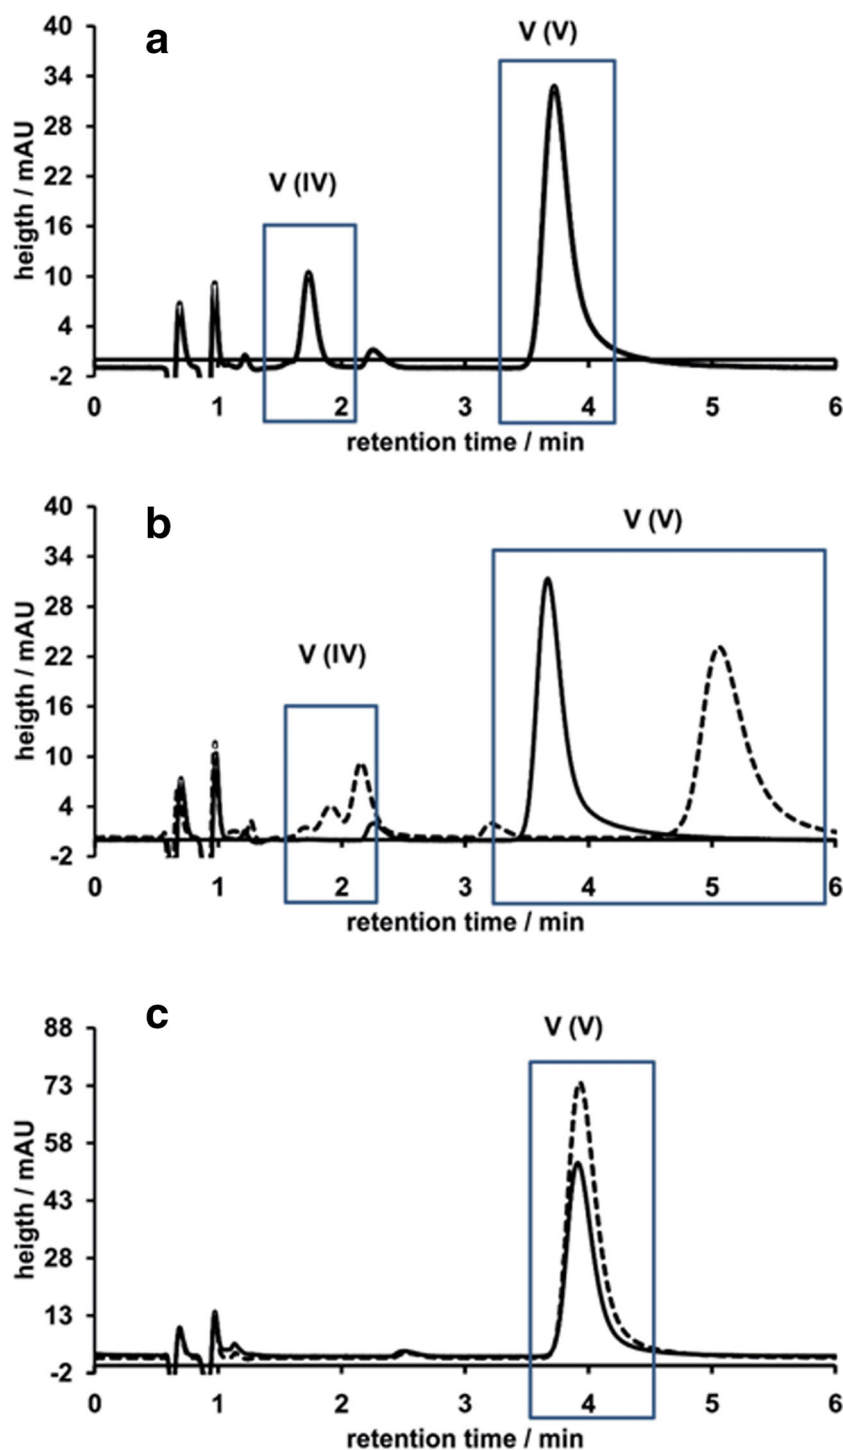 a
V (V)
V (IV)
heigth / mAU
40
34
28
22
16
10
4
-2
0 1 2 3 4 5 6
retention time / min
b
V (V)
V (IV)
heigth / mAU
40
34
28
22
16
10
4
-2
0 1 2 3 4 5 6
retention time / min
c
V (V)
heigth / mAU
88
73
58
43
28
13
-2
0 1 2 3 4 5 6
retention time / min